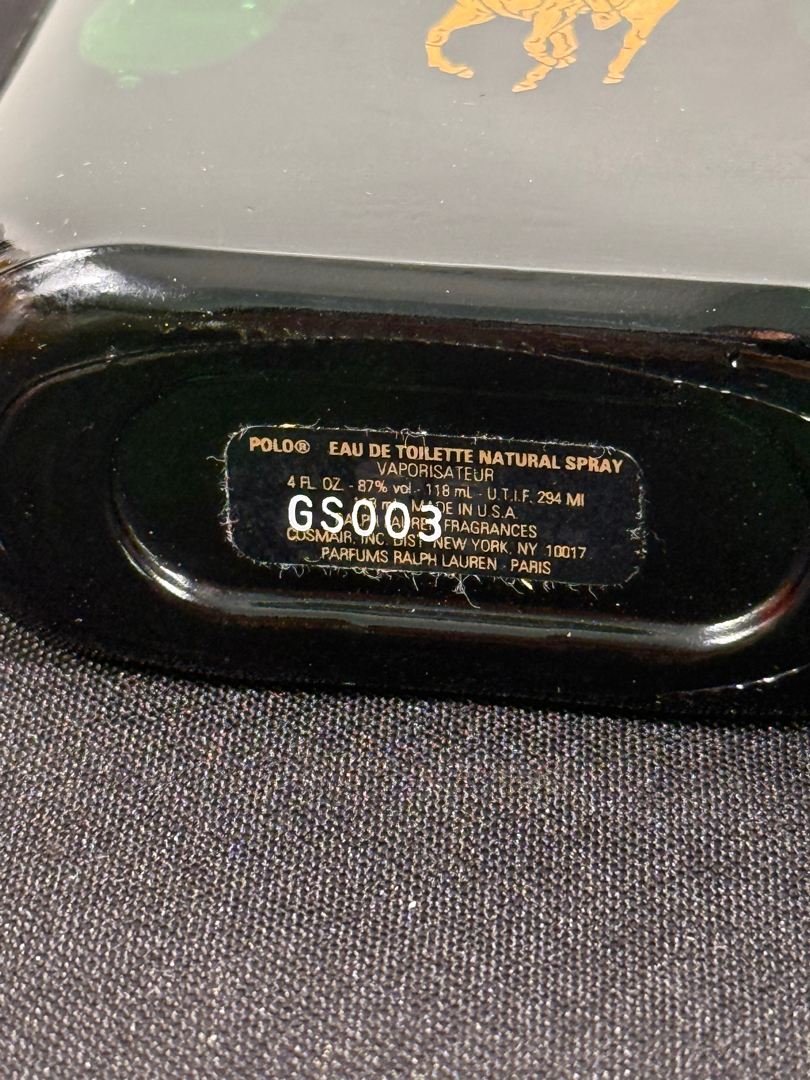 POLO® EAU DE TOILETTE NATURAL SPRAY
VAPORISATEUR
4 FL. OZ. - 87% vol - 118 mL - U.T.I.F. 294 MI
MADE IN U.S.A.
GS003
FRAGRANCES
COSMAIR, INC. DIST. NEW YORK, NY 10017
PARFUMS RALPH LAUREN - PARIS